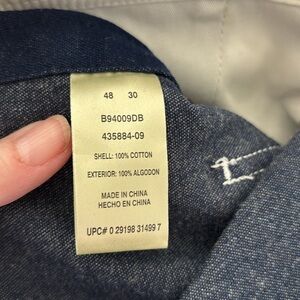 48 30
B94009DB
435884-09
SHELL: 100% COTTON
EXTERIOR: 100% ALGODON
MADE IN CHINA
HECHO EN CHINA
UPC# 0 29198 31499 7